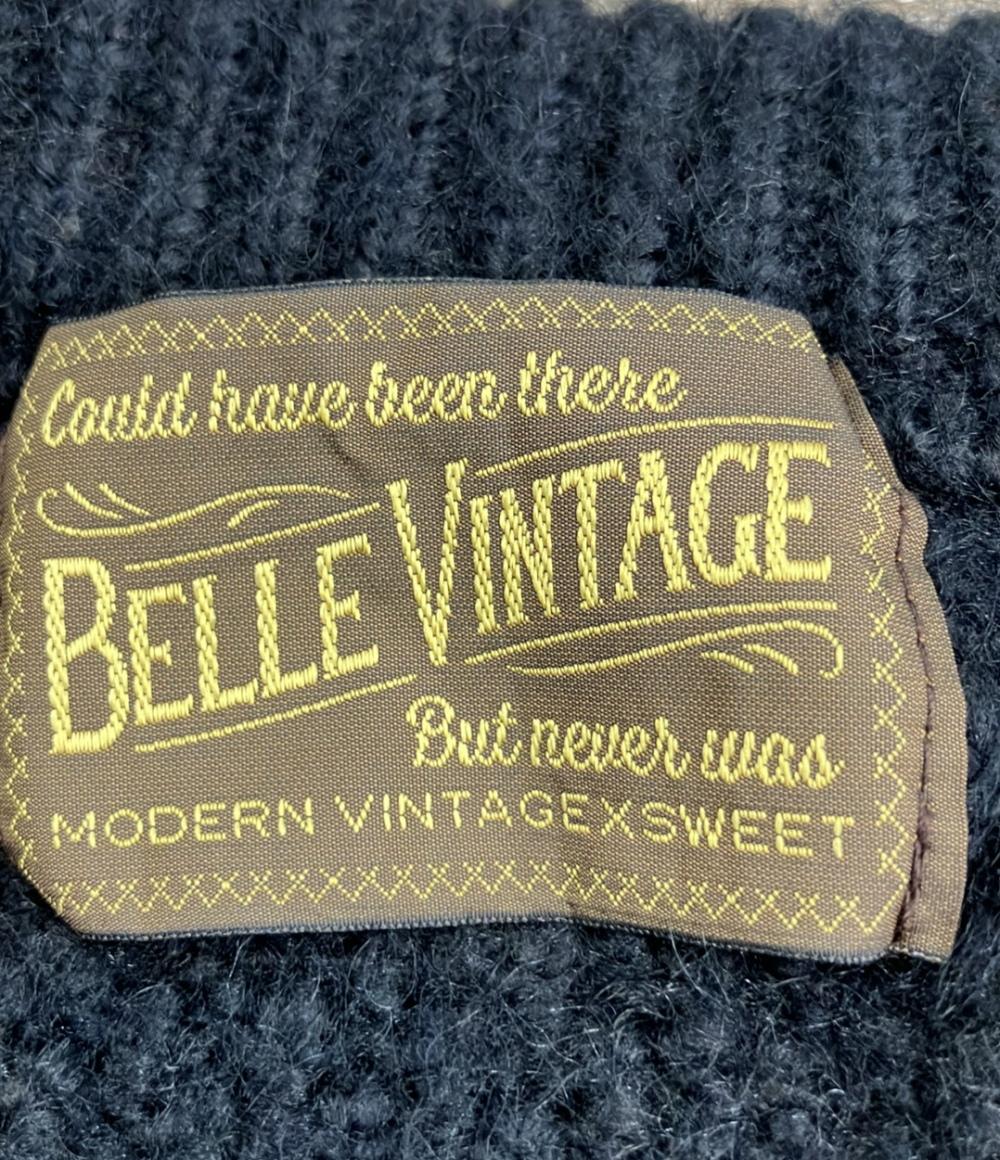 Could have been there
BELLE VINTAGE
But never was
MODERN VINTAGEXSWEET